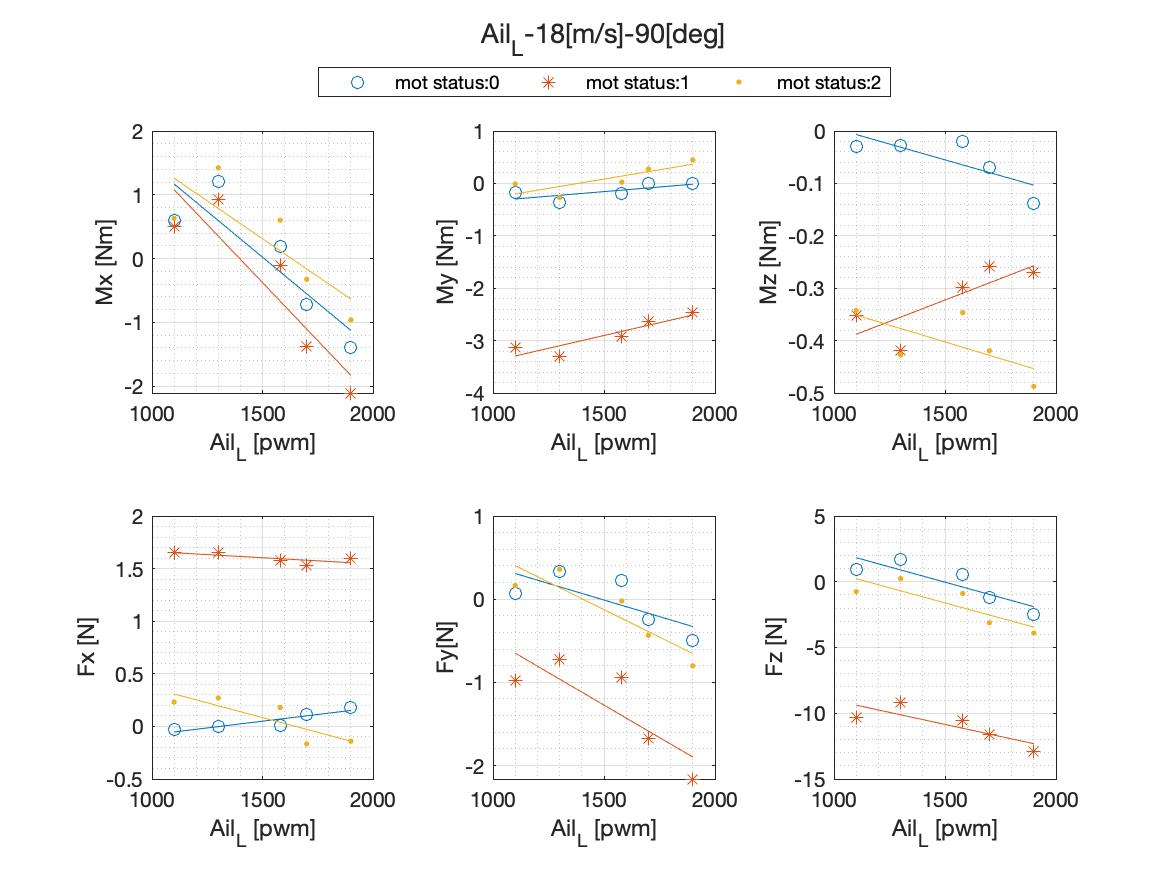 Ail_L-18[m/s]-90[deg]
mot status:0 mot status:1 mot status:2
2
1
0
-1
-2
Mx [Nm]
1000 1500 2000
Ail_L [pwm]
1
0
-1
-2
-3
-4
My [Nm]
1000 1500 2000
Ail_L [pwm]
0
-0.1
-0.2
-0.3
-0.4
-0.5
Mz [Nm]
1000 1500 2000
Ail_L [pwm]
2
1.5
1
0.5
0
-0.5
Fx [N]
1000 1500 2000
Ail_L [pwm]
1
0
-1
-2
Fy[N]
1000 1500 2000
Ail_L [pwm]
5
0
-5
-10
-15
Fz [N]
1000 1500 2000
Ail_L [pwm]